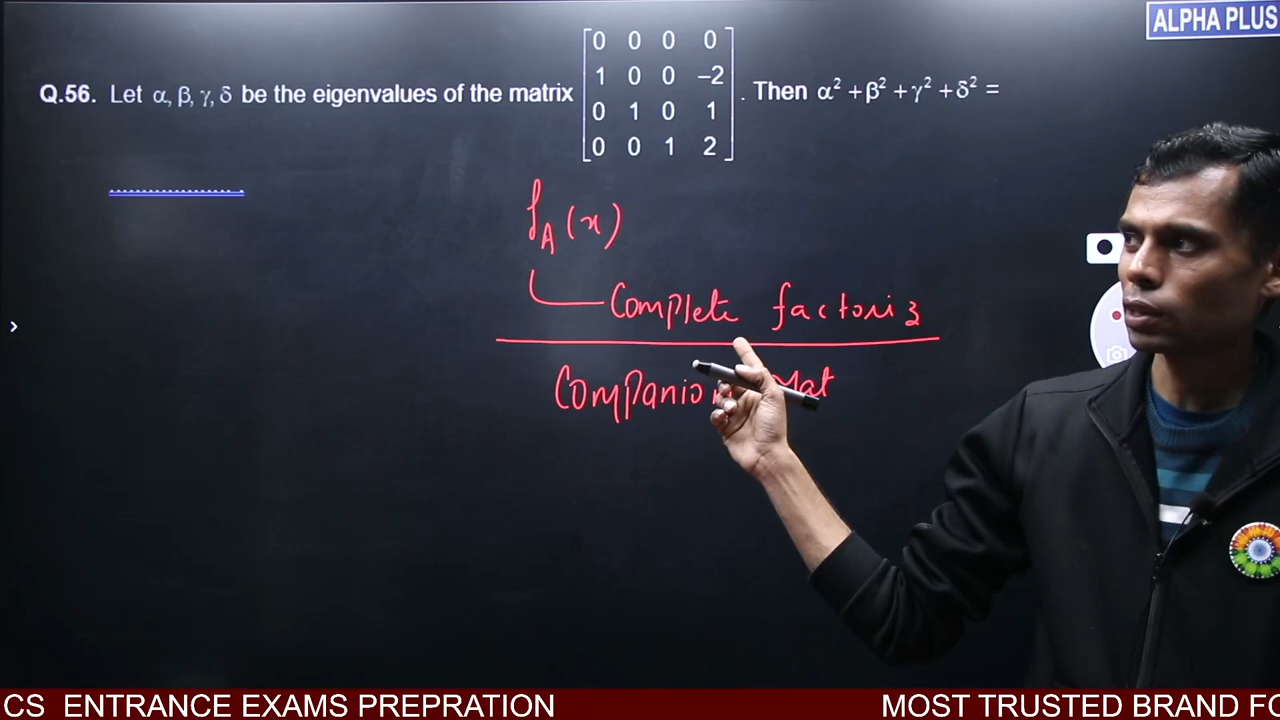 ALPHA PLUS
Q.56. Let α, β, γ, δ be the eigenvalues of the matrix [0 0 0 0; 1 0 0 -2; 0 1 0 1; 0 0 1 2]. Then α² + β² + γ² + δ² =
f_A(x)
Complete factoriz
Companion Mat
CS ENTRANCE EXAMS PREPRATION
MOST TRUSTED BRAND FO